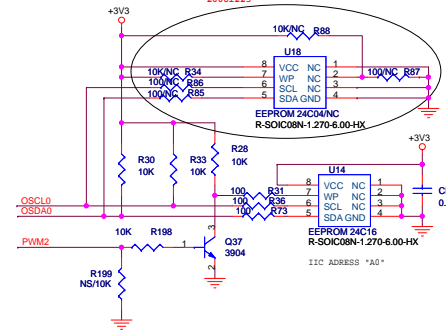 +3V3
10K/NC R88
U18
8 VCC NC 1
7 WP NC 2
6 SCL NC 3
5 SDA GND 4
10K/NC R34
100/NC R86
100/NC R85
100/NC R87
EEPROM 24C04/NC
R-SOIC08N-1.270-6.00-HX
R30
10K
R33
10K
R28
10K
+3V3
U14
8 VCC NC 1
7 WP NC 2
6 SCL NC 3
5 SDA GND 4
100 R31
100 R36
100 R73
EEPROM 24C16
R-SOIC08N-1.270-6.00-HX
OSCL0
OSDA0
PWM2
10K R198
1
3
2
Q37
3904
R199
NS/10K
IIC ADRESS "A0"